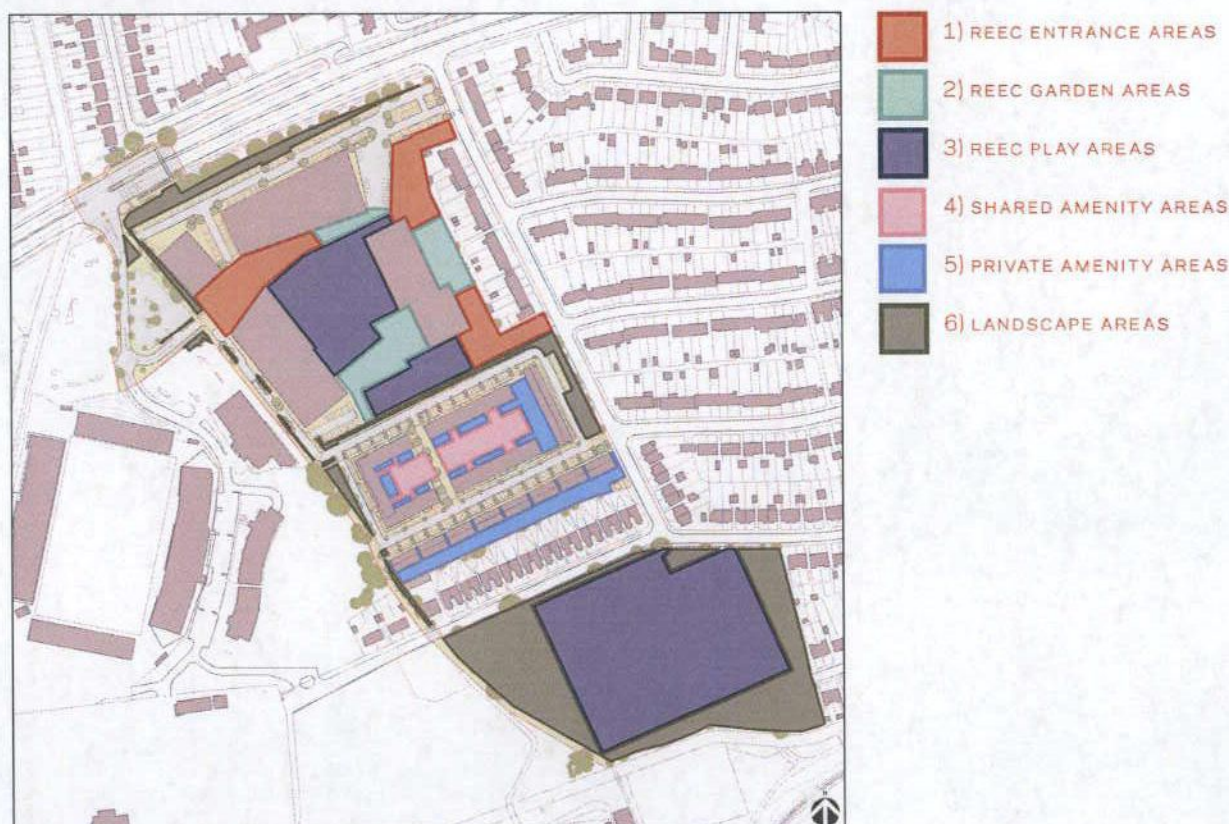 1) REEC ENTRANCE AREAS
2) REEC GARDEN AREAS
3) REEC PLAY AREAS
4) SHARED AMENITY AREAS
5) PRIVATE AMENITY AREAS
6) LANDSCAPE AREAS